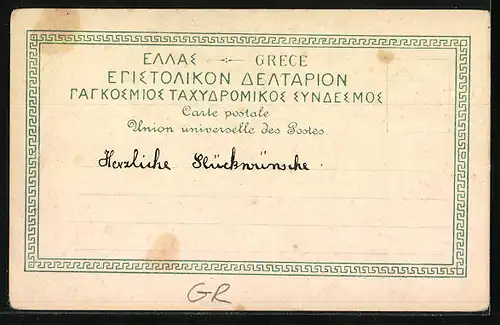 ΕΛΛΑΣ GRECE
ΕΠΙΣΤΟΛΙΚΟΝ ΔΕΛΤΑΡΙΟΝ
ΠΑΓΚΟΣΜΙΟΣ ΤΑΧΥΔΡΟΜΙΚΟΣ ΣΥΝΔΕΣΜΟΣ
Carte postale
Union universelle des Postes.
Herzliche Glückwünsche.
GR